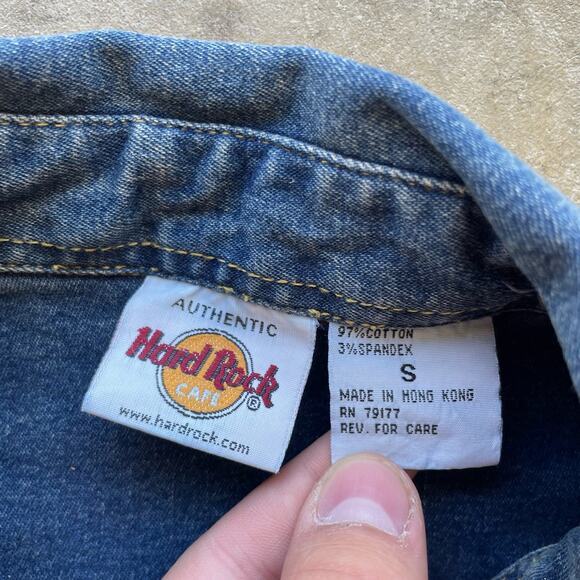 AUTHENTIC
Hard Rock
CAFE ®
www.hardrock.com
97%COTTON
3%SPANDEX
S
MADE IN HONG KONG
RN 79177
REV. FOR CARE